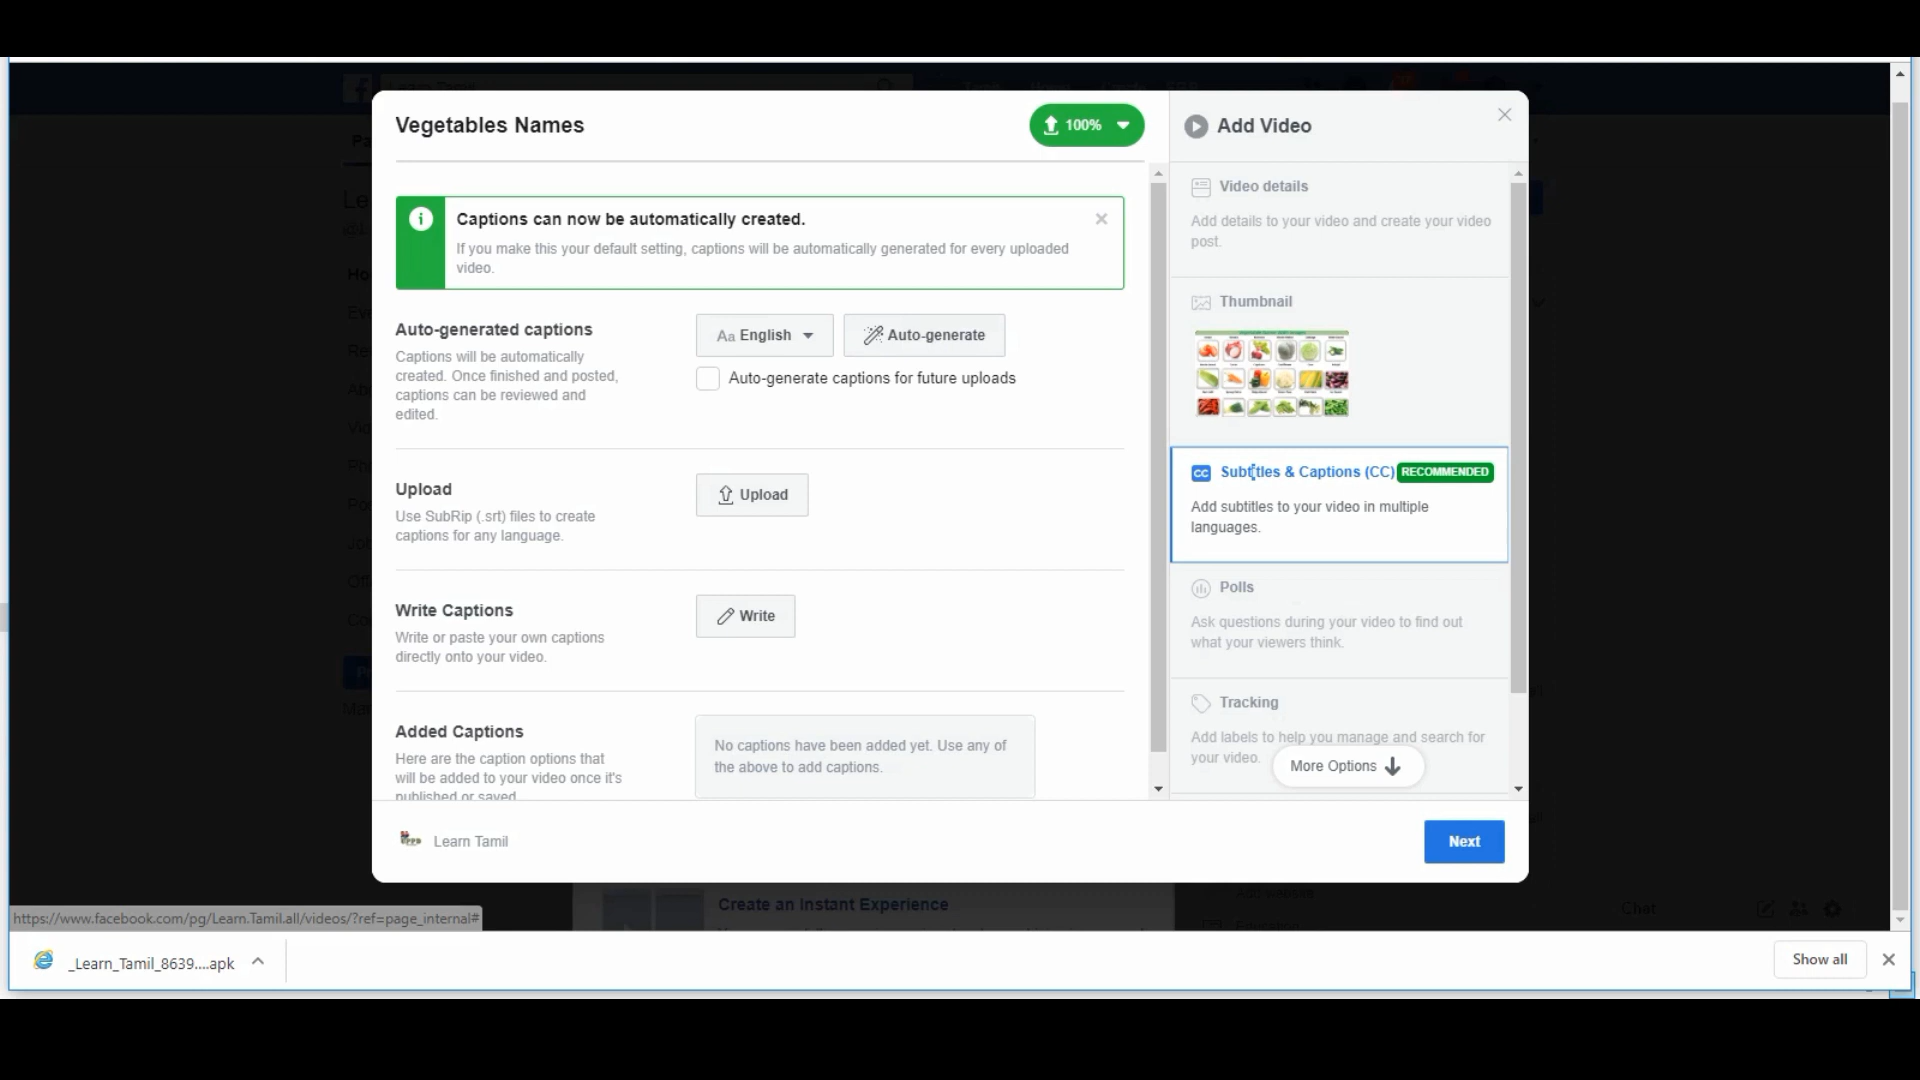 Vegetables Names
100%
Add Video
Captions can now be automatically created.
If you make this your default setting, captions will be automatically generated for every uploaded
video.
Auto-generated captions
Captions will be automatically
created. Once finished and posted,
captions can be reviewed and
edited.
Aa English
Auto-generate
Auto-generate captions for future uploads
Upload
Use SubRip (.srt) files to create
captions for any language.
Upload
Write Captions
Write or paste your own captions
directly onto your video.
Write
Added Captions
Here are the caption options that
will be added to your video once it's
published or saved
No captions have been added yet. Use any of
the above to add captions.
Video details
Add details to your video and create your video
post.
Thumbnail
CC Subtitles & Captions (CC) RECOMMENDED
Add subtitles to your video in multiple
languages.
Polls
Ask questions during your video to find out
what your viewers think.
Tracking
Add labels to help you manage and search for
your video.
More Options
Learn Tamil
Next
Create an Instant Experience
Chat
https://www.facebook.com/pg/Learn.Tamil.all/videos/?ref=page_internal#
_Learn_Tamil_8639....apk
Show all